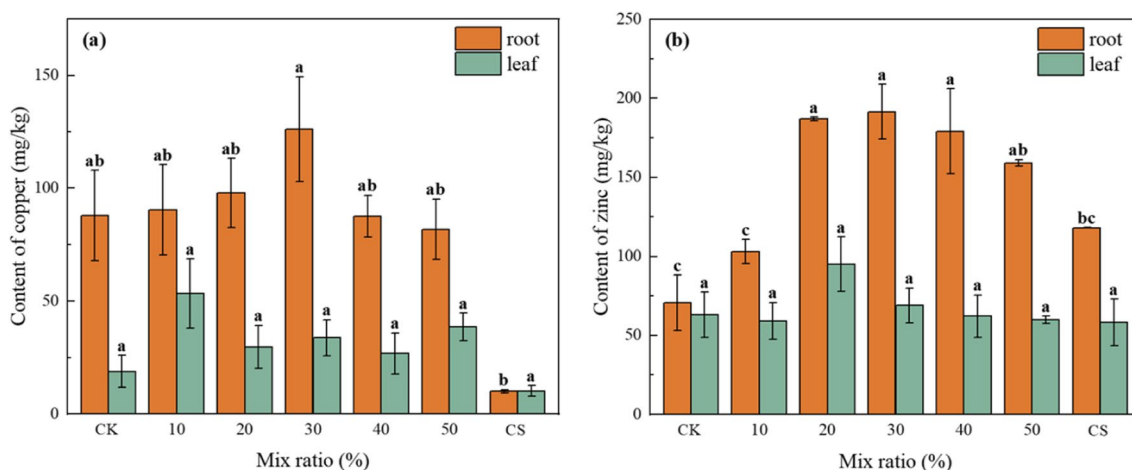 (a)
root
leaf
Content of copper (mg/kg)
150
100
50
0
ab
a
ab
a
ab
a
a
a
ab
a
ab
a
b
a
CK
10
20
30
40
50
CS
Mix ratio (%)
(b)
root
leaf
Content of zinc (mg/kg)
250
200
150
100
50
0
c
a
c
a
a
a
a
a
a
a
ab
a
bc
a
CK
10
20
30
40
50
CS
Mix ratio (%)